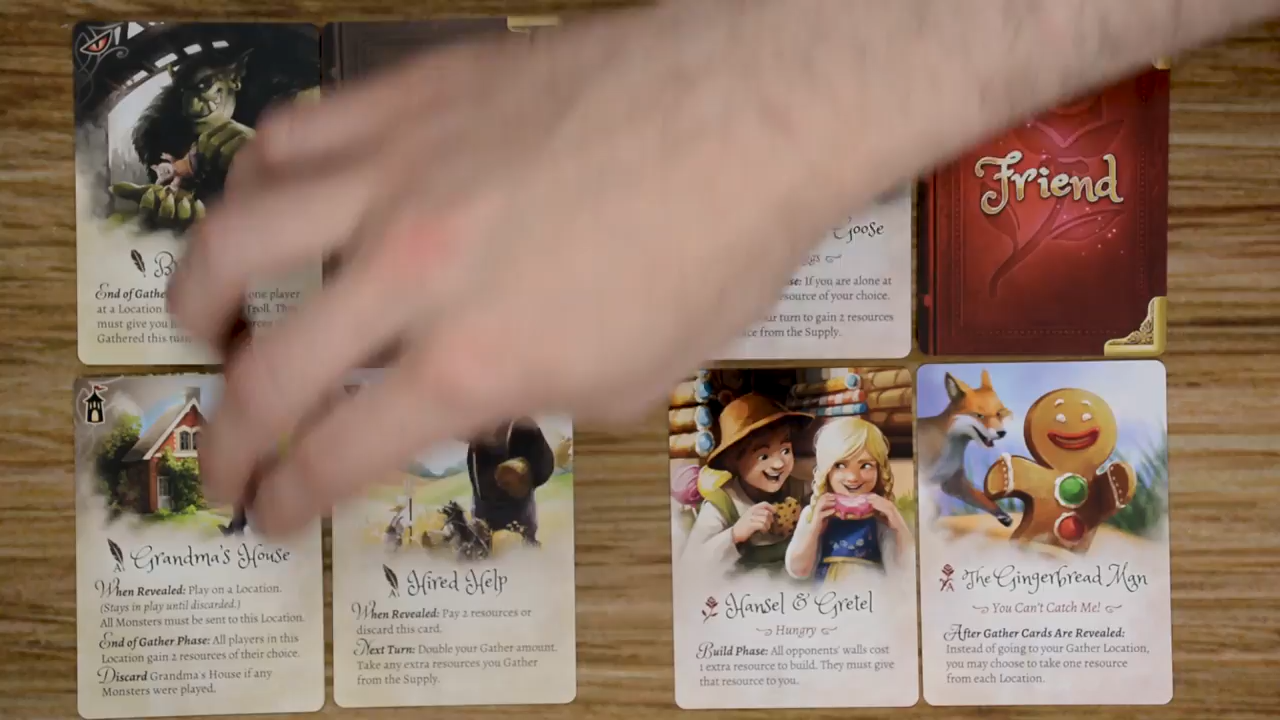 Friend
Goose
End of Gathe
one player
at a Location
Troll. The
must give you
Gathered this turn
If you are alone at
resource of your choice.
turn to gain 2 resources
from the Supply.
Grandma's House
When Revealed: Play on a Location.
(Stays in play until discarded.)
All Monsters must be sent to this Location.
End of Gather Phase: All players in this
Location gain 2 resources of their choice.
Discard Grandma's House if any
Monsters were played.
Hired Help
When Revealed: Pay 2 resources or
discard this card.
Next Turn: Double your Gather amount.
Take any extra resources you Gather
from the Supply.
Hansel & Gretel
Hungry
Build Phase: All opponents' walls cost
1 extra resource to build. They must give
that resource to you.
The Gingerbread Man
You Can't Catch Me!
After Gather Cards Are Revealed:
Instead of going to your Gather Location,
you may choose to take one resource
from each Location.